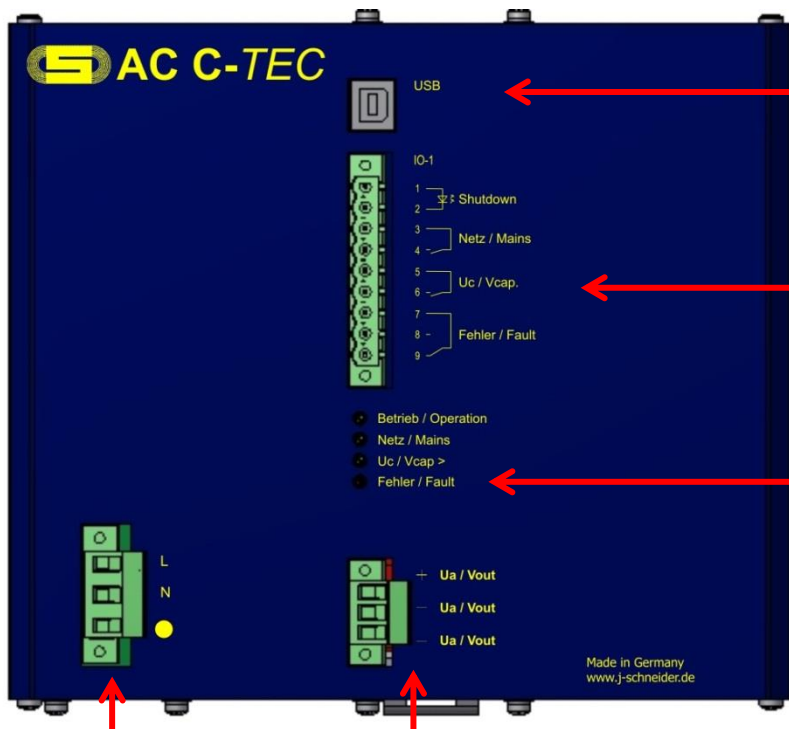 AC C-TEC
USB
IO-1
1
2
Shutdown
3
4
Netz / Mains
5
6
Uc / Vcap.
7
8
9
Fehler / Fault
Betrieb / Operation
Netz / Mains
Uc / Vcap >
Fehler / Fault
L
N
+ Ua / Vout
– Ua / Vout
– Ua / Vout
Made in Germany
www.j-schneider.de